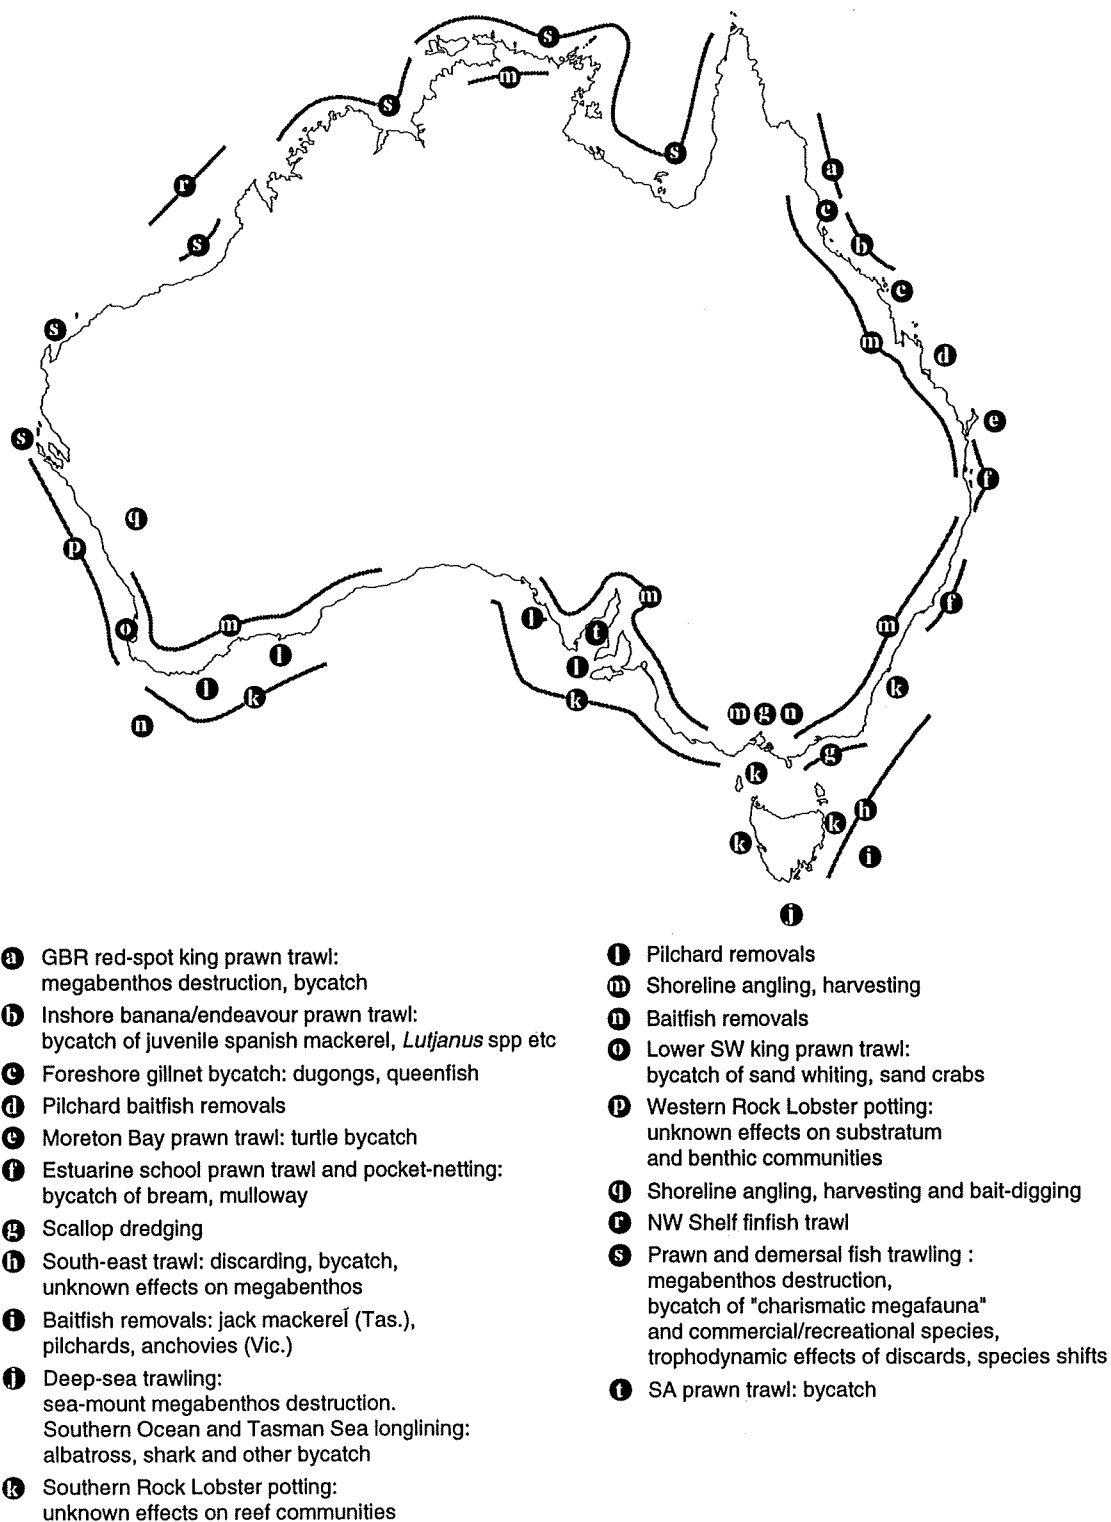 s
s
m
s
s
r
s
a
c
b
c
s
m
d
e
s
f
q
p
l
m
f
o
m
t
m
l
l
l
k
k
k
n
m g n
g
k
h
k
k
i
j
a GBR red-spot king prawn trawl:
megabenthos destruction, bycatch
b Inshore banana/endeavour prawn trawl:
bycatch of juvenile spanish mackerel, Lutjanus spp etc
c Foreshore gillnet bycatch: dugongs, queenfish
d Pilchard baitfish removals
e Moreton Bay prawn trawl: turtle bycatch
f Estuarine school prawn trawl and pocket-netting:
bycatch of bream, mulloway
g Scallop dredging
h South-east trawl: discarding, bycatch,
unknown effects on megabenthos
i Baitfish removals: jack mackerel (Tas.),
pilchards, anchovies (Vic.)
j Deep-sea trawling:
sea-mount megabenthos destruction.
Southern Ocean and Tasman Sea longlining:
albatross, shark and other bycatch
k Southern Rock Lobster potting:
unknown effects on reef communities
l Pilchard removals
m Shoreline angling, harvesting
n Baitfish removals
o Lower SW king prawn trawl:
bycatch of sand whiting, sand crabs
p Western Rock Lobster potting:
unknown effects on substratum
and benthic communities
q Shoreline angling, harvesting and bait-digging
r NW Shelf finfish trawl
s Prawn and demersal fish trawling :
megabenthos destruction,
bycatch of "charismatic megafauna"
and commercial/recreational species,
trophodynamic effects of discards, species shifts
t SA prawn trawl: bycatch